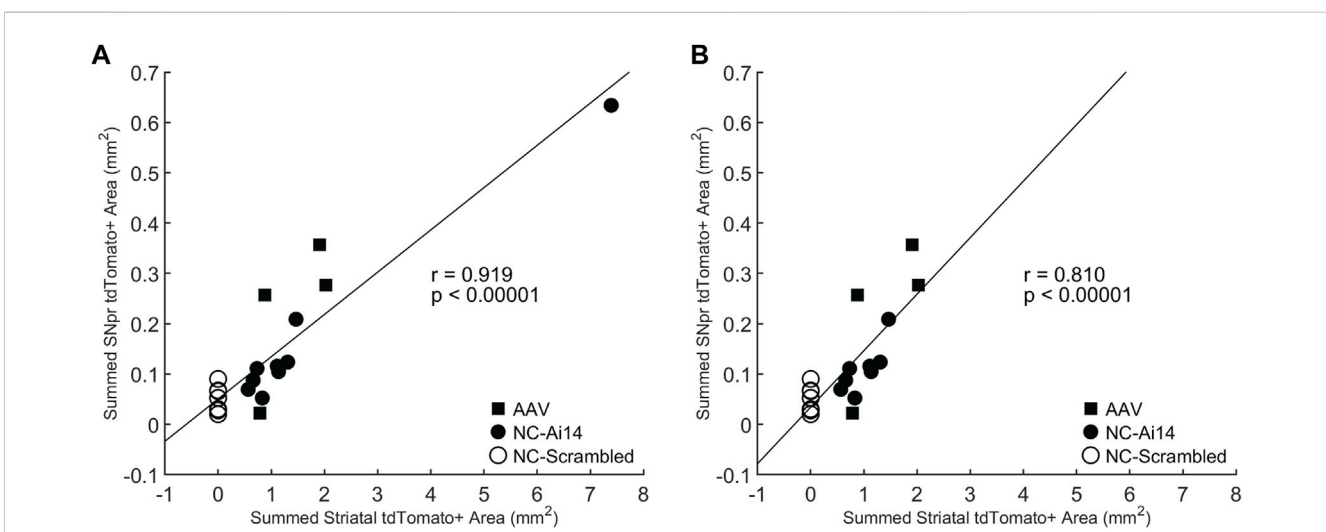 A
0.7
0.6
0.5
0.4
0.3
0.2
0.1
0
-0.1
Summed SNpr tdTomato+ Area (mm²)
r = 0.919
p < 0.00001
AAV
NC-Ai14
NC-Scrambled
-1 0 1 2 3 4 5 6 7 8
Summed Striatal tdTomato+ Area (mm²)
B
0.7
0.6
0.5
0.4
0.3
0.2
0.1
0
-0.1
Summed SNpr tdTomato+ Area (mm²)
r = 0.810
p < 0.00001
AAV
NC-Ai14
NC-Scrambled
-1 0 1 2 3 4 5 6 7 8
Summed Striatal tdTomato+ Area (mm²)